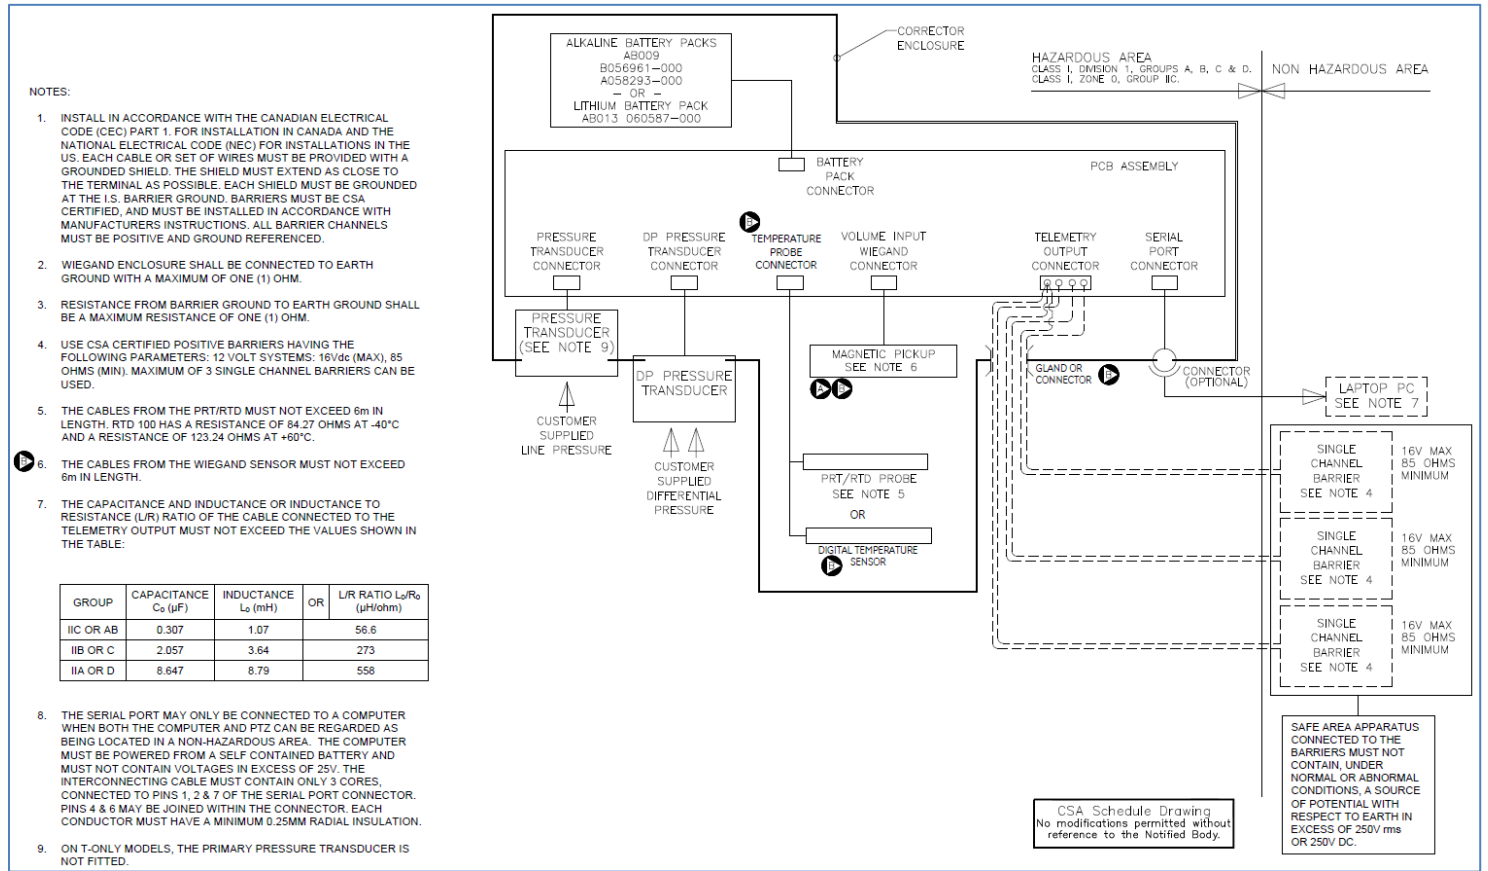 NOTES:
1. INSTALL IN ACCORDANCE WITH THE CANADIAN ELECTRICAL
CODE (CEC) PART 1. FOR INSTALLATION IN CANADA AND THE
NATIONAL ELECTRICAL CODE (NEC) FOR INSTALLATIONS IN THE
US. EACH CABLE OR SET OF WIRES MUST BE PROVIDED WITH A
GROUNDED SHIELD. THE SHIELD MUST EXTEND AS CLOSE TO
THE TERMINAL AS POSSIBLE. EACH SHIELD MUST BE GROUNDED
AT THE I.S. BARRIER GROUND. BARRIERS MUST BE CSA
CERTIFIED, AND MUST BE INSTALLED IN ACCORDANCE WITH
MANUFACTURERS INSTRUCTIONS. ALL BARRIER CHANNELS
MUST BE POSITIVE AND GROUND REFERENCED.
2. WIEGAND ENCLOSURE SHALL BE CONNECTED TO EARTH
GROUND WITH A MAXIMUM OF ONE (1) OHM.
3. RESISTANCE FROM BARRIER GROUND TO EARTH GROUND SHALL
BE A MAXIMUM RESISTANCE OF ONE (1) OHM.
4. USE CSA CERTIFIED POSITIVE BARRIERS HAVING THE
FOLLOWING PARAMETERS: 12 VOLT SYSTEMS: 16Vdc (MAX), 85
OHMS (MIN). MAXIMUM OF 3 SINGLE CHANNEL BARRIERS CAN BE
USED.
5. THE CABLES FROM THE PRT/RTD MUST NOT EXCEED 6m IN
LENGTH. RTD 100 HAS A RESISTANCE OF 84.27 OHMS AT -40°C
AND A RESISTANCE OF 123.24 OHMS AT +60°C.
6. THE CABLES FROM THE WIEGAND SENSOR MUST NOT EXCEED
6m IN LENGTH.
7. THE CAPACITANCE AND INDUCTANCE OR INDUCTANCE TO
RESISTANCE (L/R) RATIO OF THE CABLE CONNECTED TO THE
TELEMETRY OUTPUT MUST NOT EXCEED THE VALUES SHOWN IN
THE TABLE:
GROUP CAPACITANCE C₀ (µF) INDUCTANCE L₀ (mH) OR L/R RATIO L₀/R₀ (µH/ohm)
IIC OR AB 0.307 1.07 56.6
IIB OR C 2.057 3.64 273
IIA OR D 8.647 8.79 558
8. THE SERIAL PORT MAY ONLY BE CONNECTED TO A COMPUTER
WHEN BOTH THE COMPUTER AND PTZ CAN BE REGARDED AS
BEING LOCATED IN A NON-HAZARDOUS AREA. THE COMPUTER
MUST BE POWERED FROM A SELF CONTAINED BATTERY AND
MUST NOT CONTAIN VOLTAGES IN EXCESS OF 25V. THE
INTERCONNECTING CABLE MUST CONTAIN ONLY 3 CORES,
CONNECTED TO PINS 1, 2 & 7 OF THE SERIAL PORT CONNECTOR.
PINS 4 & 6 MAY BE JOINED WITHIN THE CONNECTOR. EACH
CONDUCTOR MUST HAVE A MINIMUM 0.25MM RADIAL INSULATION.
9. ON T-ONLY MODELS, THE PRIMARY PRESSURE TRANSDUCER IS
NOT FITTED.
ALKALINE BATTERY PACKS
AB009
B056961-000
A058293-000
- OR -
LITHIUM BATTERY PACK
AB013 060587-000
CORRECTOR
ENCLOSURE
HAZARDOUS AREA
CLASS I, DIVISION 1, GROUPS A, B, C & D.
CLASS I, ZONE 0, GROUP IIC.
NON HAZARDOUS AREA
BATTERY
PACK
CONNECTOR
PCB ASSEMBLY
PRESSURE
TRANSDUCER
CONNECTOR
DP PRESSURE
TRANSDUCER
CONNECTOR
B
TEMPERATURE
PROBE
CONNECTOR
VOLUME INPUT
WIEGAND
CONNECTOR
TELEMETRY
OUTPUT
CONNECTOR
SERIAL
PORT
CONNECTOR
PRESSURE
TRANSDUCER
(SEE NOTE 9)
DP PRESSURE
TRANSDUCER
MAGNETIC PICKUP
SEE NOTE 6
A B
GLAND OR
CONNECTOR B
CONNECTOR
(OPTIONAL)
LAPTOP PC
SEE NOTE 7
CUSTOMER
SUPPLIED
LINE PRESSURE
CUSTOMER
SUPPLIED
DIFFERENTIAL
PRESSURE
PRT/RTD PROBE
SEE NOTE 5
OR
DIGITAL TEMPERATURE
SENSOR
B
SINGLE
CHANNEL
BARRIER
SEE NOTE 4
16V MAX
85 OHMS
MINIMUM
SINGLE
CHANNEL
BARRIER
SEE NOTE 4
16V MAX
85 OHMS
MINIMUM
SINGLE
CHANNEL
BARRIER
SEE NOTE 4
16V MAX
85 OHMS
MINIMUM
SAFE AREA APPARATUS
CONNECTED TO THE
BARRIERS MUST NOT
CONTAIN, UNDER
NORMAL OR ABNORMAL
CONDITIONS, A SOURCE
OF POTENTIAL WITH
RESPECT TO EARTH IN
EXCESS OF 250V rms
OR 250V DC.
CSA Schedule Drawing
No modifications permitted without
reference to the Notified Body.